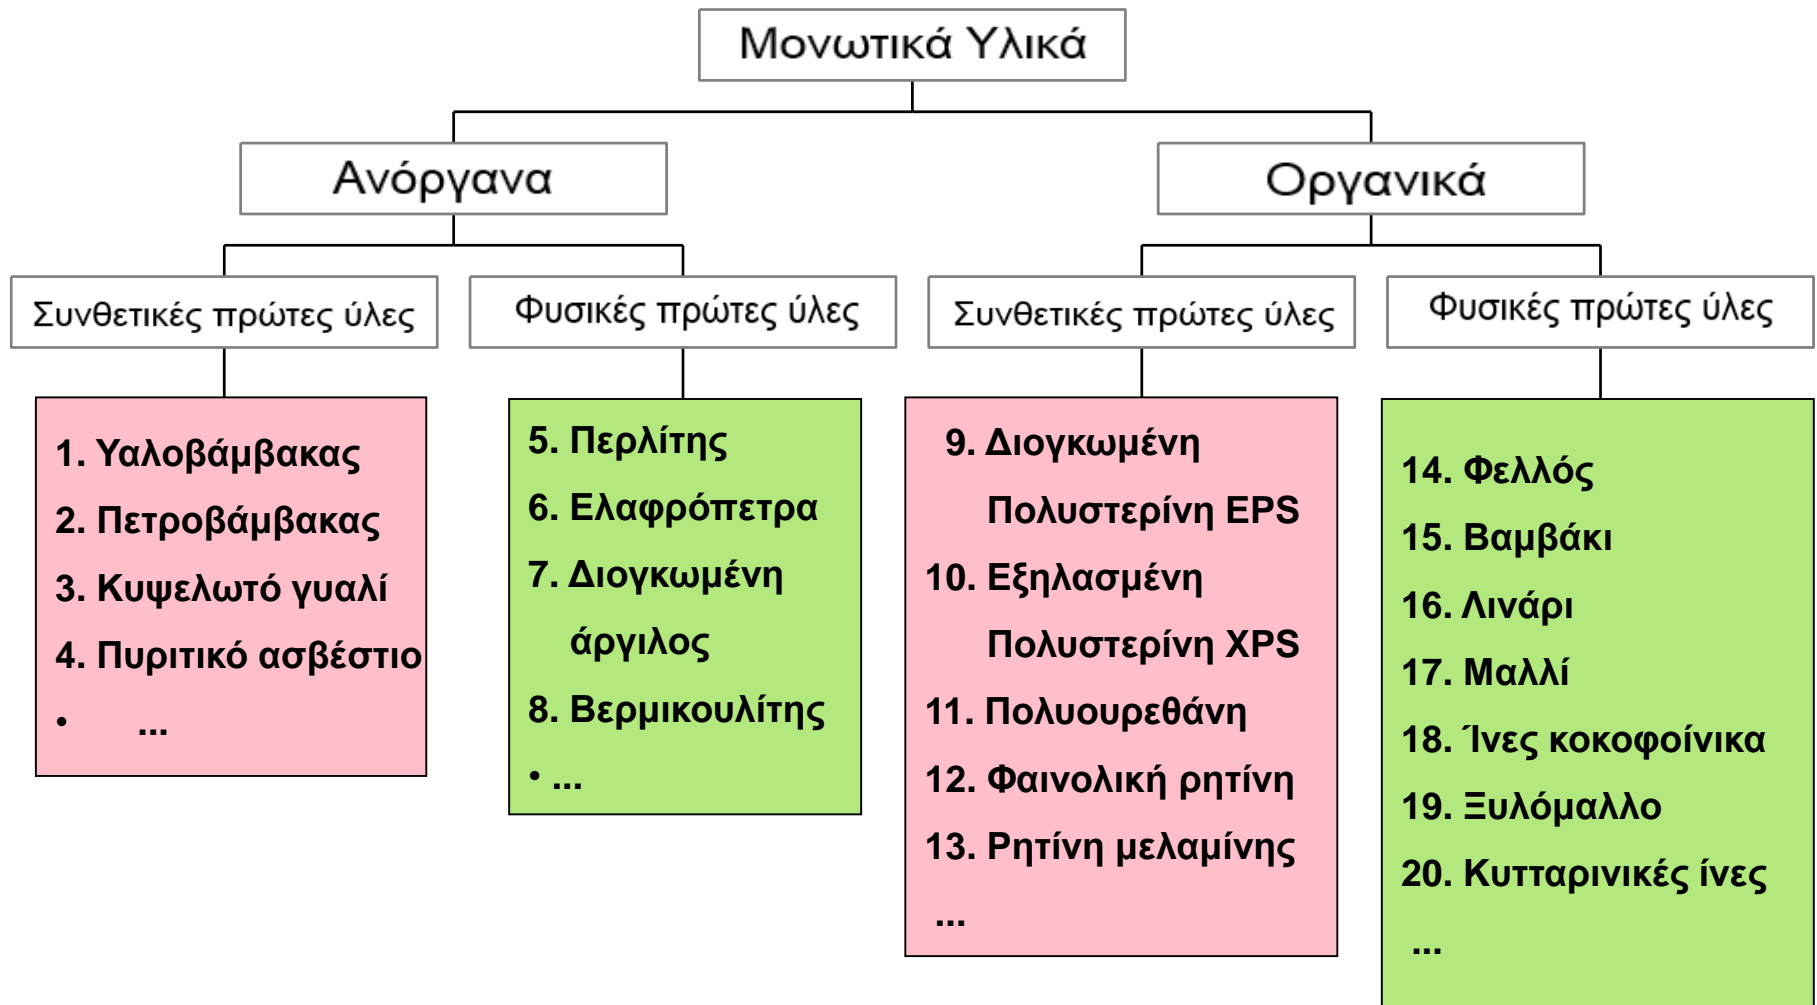 Μονωτικά Υλικά
Ανόργανα
Οργανικά
Συνθετικές πρώτες ύλες
Φυσικές πρώτες ύλες
Συνθετικές πρώτες ύλες
Φυσικές πρώτες ύλες
1. Υαλοβάμβακας
2. Πετροβάμβακας
3. Κυψελωτό γυαλί
4. Πυριτικό ασβέστιο
• ...
5. Περλίτης
6. Ελαφρόπετρα
7. Διογκωμένη
άργιλος
8. Βερμικουλίτης
• ...
9. Διογκωμένη
Πολυστερίνη EPS
10. Εξηλασμένη
Πολυστερίνη XPS
11. Πολυουρεθάνη
12. Φαινολική ρητίνη
13. Ρητίνη μελαμίνης
...
14. Φελλός
15. Βαμβάκι
16. Λινάρι
17. Μαλλί
18. Ίνες κοκοφοίνικα
19. Ξυλόμαλλο
20. Κυτταρινικές ίνες
...